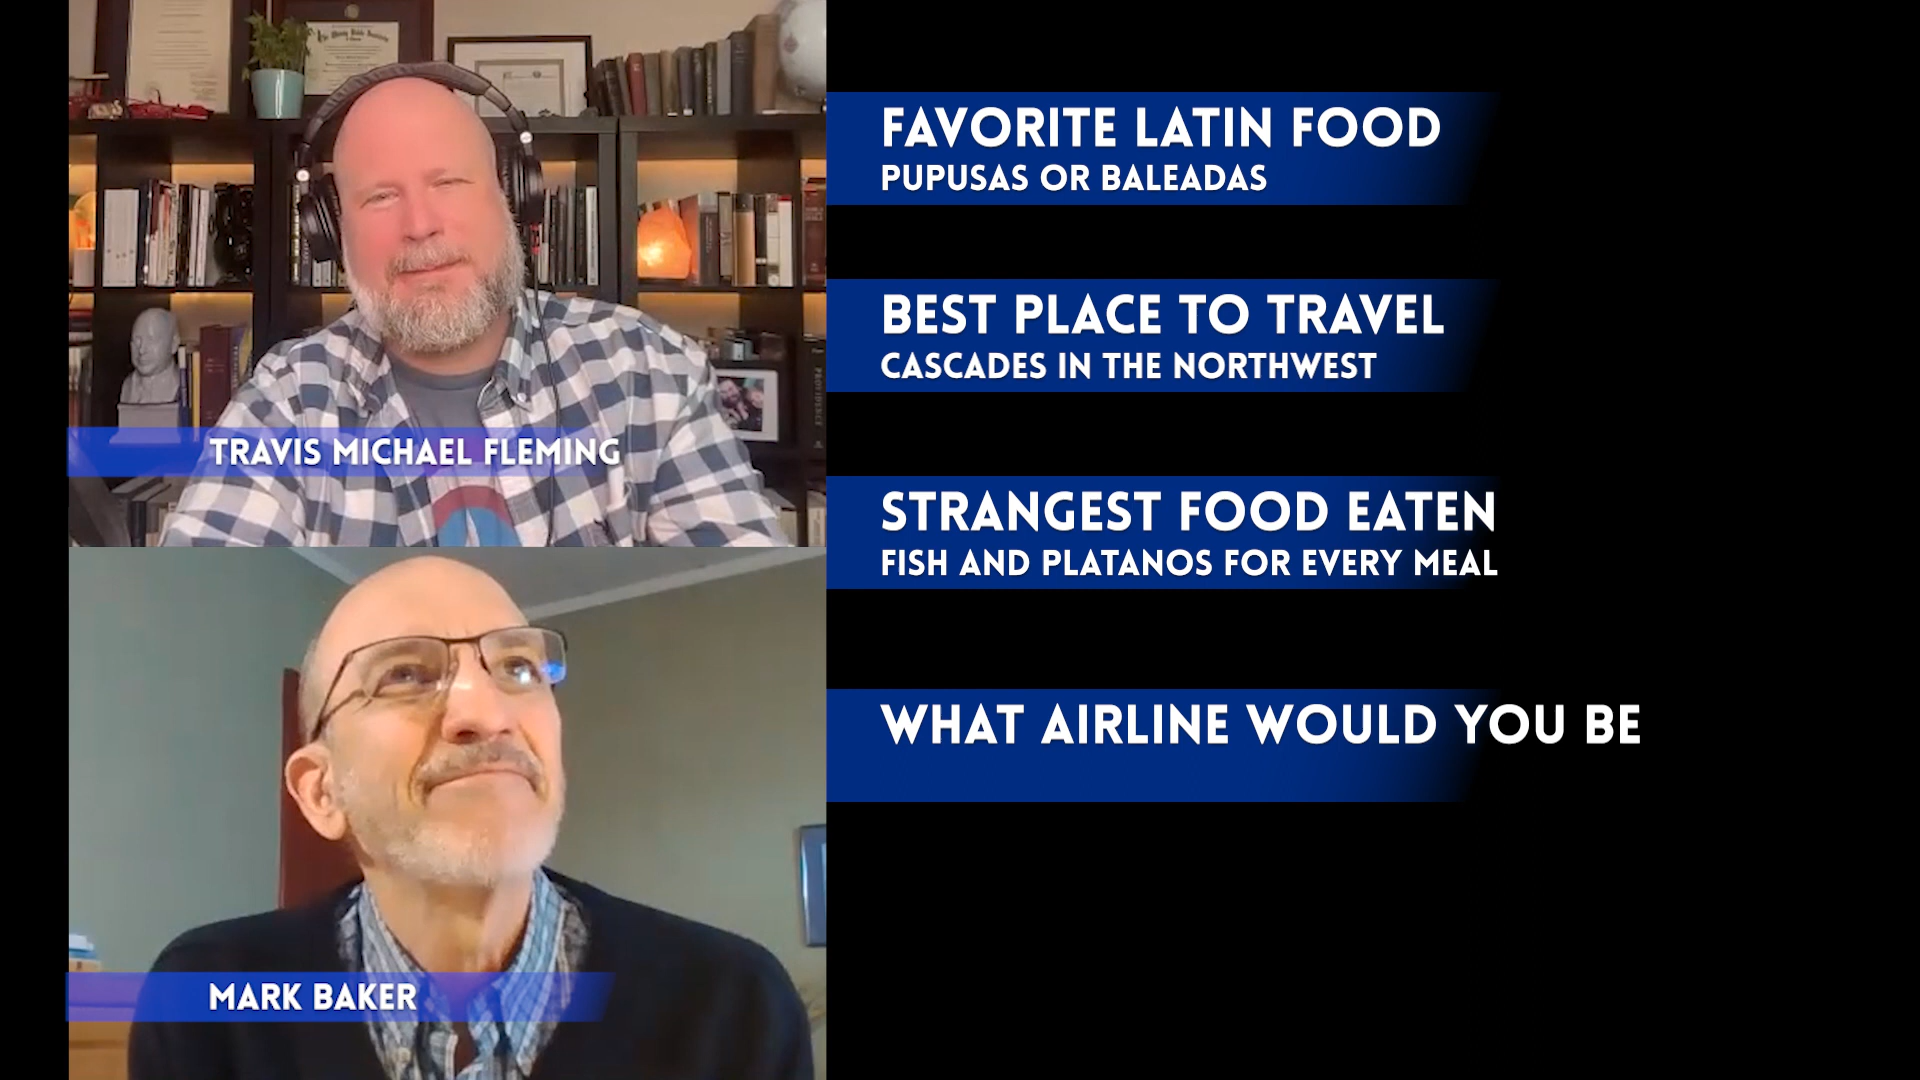 TRAVIS MICHAEL FLEMING
MARK BAKER
FAVORITE LATIN FOOD
PUPUSAS OR BALEADAS
BEST PLACE TO TRAVEL
CASCADES IN THE NORTHWEST
STRANGEST FOOD EATEN
FISH AND PLATANOS FOR EVERY MEAL
WHAT AIRLINE WOULD YOU BE
PROVIDENCE